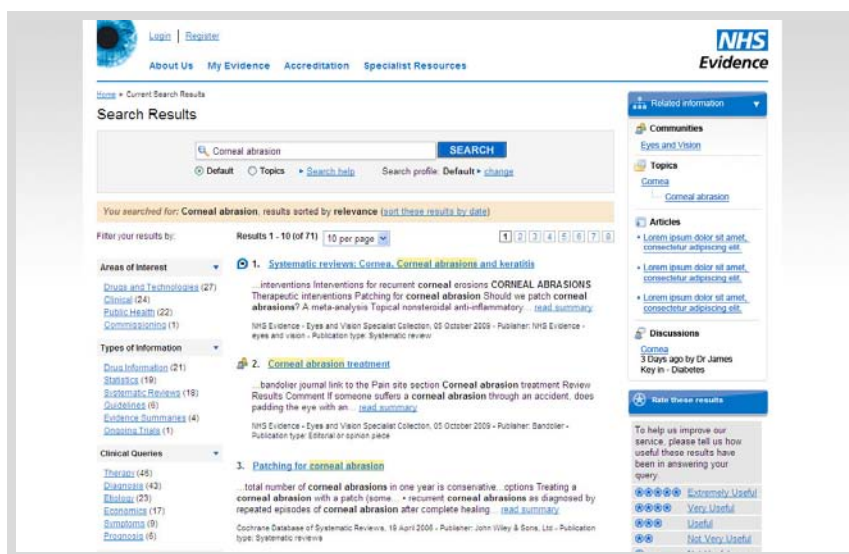 Login | Register
NHS
Evidence
About Us My Evidence Accreditation Specialist Resources
Home » Current Search Results
Search Results
Corneal abrasion SEARCH
Default Topics Search help Search profile: Default change
You searched for: Corneal abrasion, results sorted by relevance (sort these results by date)
Filter your results by:
Areas of Interest
Drugs and Technologies (27)
Clinical (24)
Public Health (22)
Commissioning (1)
Types of Information
Drug Information (21)
Statistics (19)
Systematic Reviews (18)
Guidelines (6)
Evidence Summaries (4)
Ongoing Trials (1)
Clinical Queries
Therapy (46)
Diagnosis (43)
Etiology (23)
Economics (17)
Symptoms (9)
Prognosis (6)
Results 1 - 10 (of 71) 10 per page 1 2 3 4 5 6 7 8
1. Systematic reviews: Cornea, Corneal abrasions and keratitis
...interventions Interventions for recurrent corneal erosions CORNEAL ABRASIONS
Therapeutic interventions Patching for corneal abrasion Should we patch corneal
abrasions? A meta-analysis Topical nonsteroidal anti-inflammatory... read summary
NHS Evidence - Eyes and Vision Specialist Collection, 05 October 2009 - Publisher: NHS Evidence -
eyes and vision - Publication type: Systematic review
2. Corneal abrasion treatment
...bandolier journal link to the Pain site section Corneal abrasion treatment Review
Results Comment If someone suffers a corneal abrasion through an accident, does
padding the eye with an... read summary
NHS Evidence - Eyes and Vision Specialist Collection, 05 October 2009 - Publisher: Bandolier -
Publication type: Editorial or opinion piece
3. Patching for corneal abrasion
...total number of corneal abrasions in one year is conservative...options Treating a
corneal abrasion with a patch (some... • recurrent corneal abrasions as diagnosed by
repeated episodes of corneal abrasion after complete healing... read summary
Cochrane Database of Systematic Reviews, 19 April 2006 - Publisher: John Wiley & Sons, Ltd - Publication
type: Systematic reviews
Related information
Communities
Eyes and Vision
Topics
Cornea
Corneal abrasion
Articles
• Lorem ipsum dolor sit amet,
consectetur adipiscing elit.
• Lorem ipsum dolor sit amet,
consectetur adipiscing elit.
• Lorem ipsum dolor sit amet,
consectetur adipiscing elit.
Discussions
Cornea
3 Days ago by Dr James
Key in - Diabetes
Rate these results
To help us improve our
service, please tell us how
useful these results have
been in answering your
query.
Extremely Useful
Very Useful
Useful
Not Very Useful